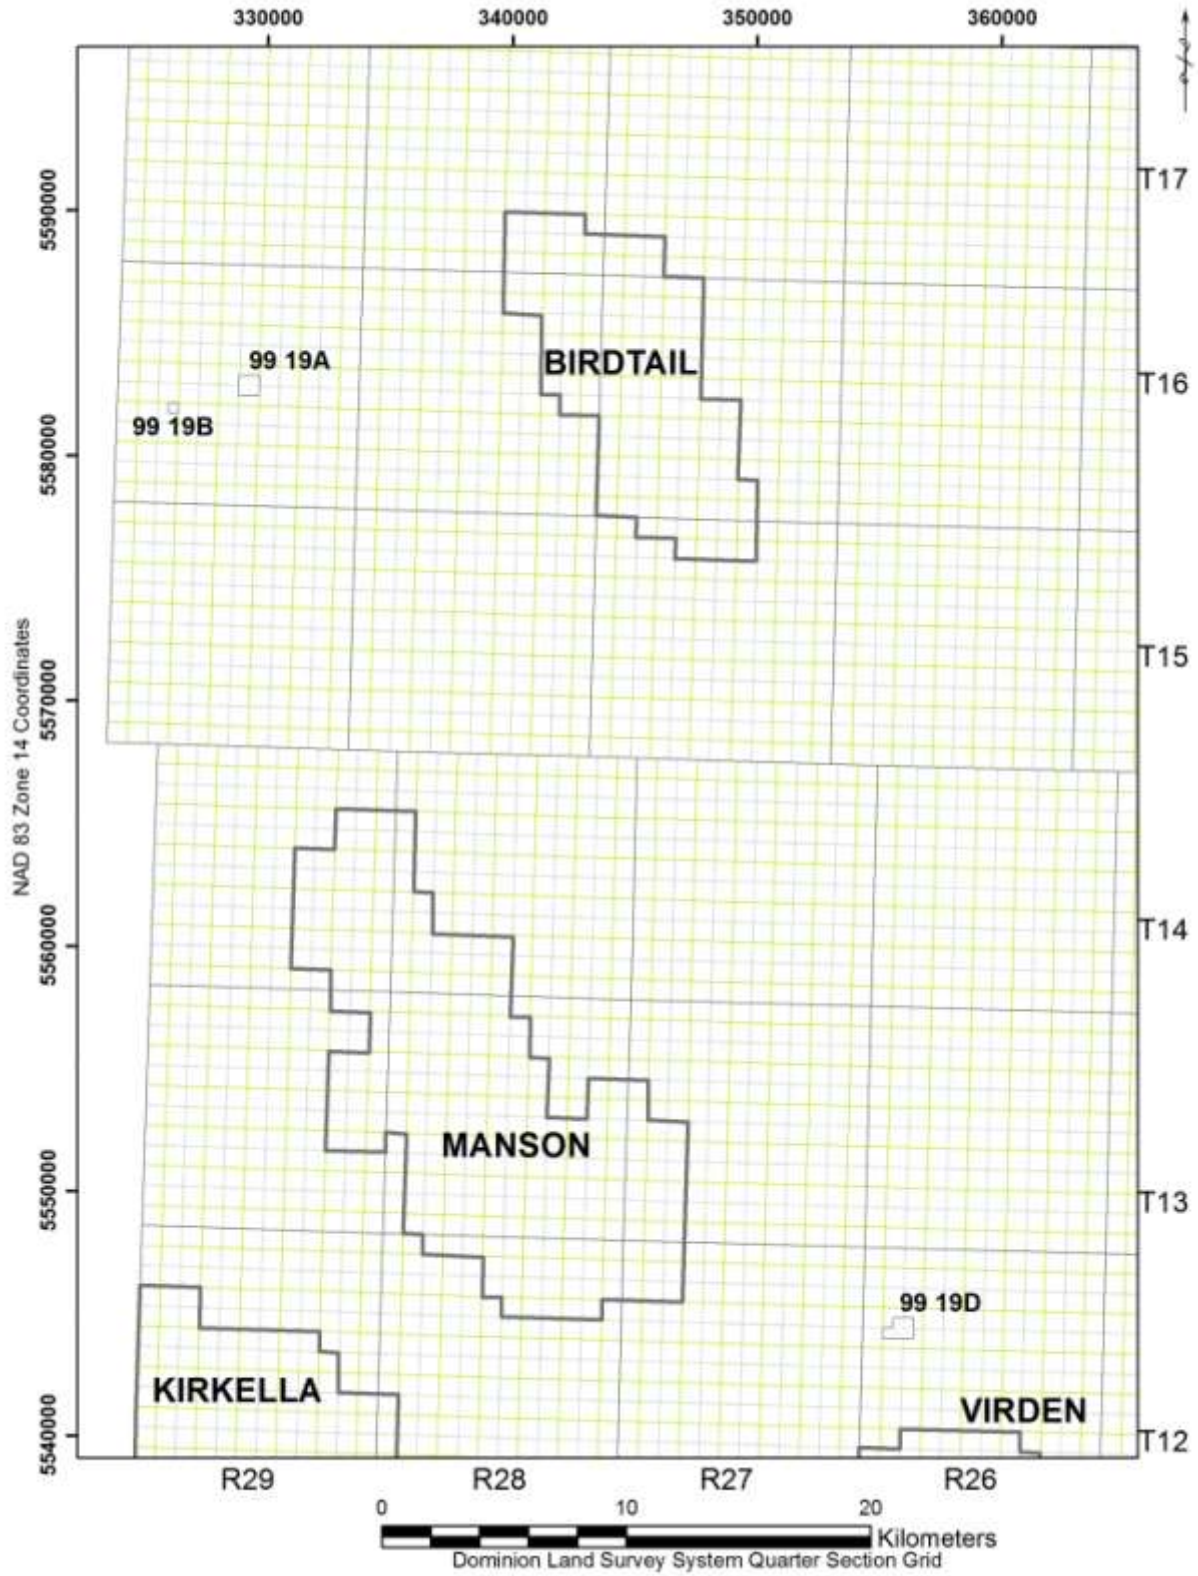 330000 340000 350000 360000
T17
5590000
99 19A
BIRDTAIL
T16
99 19B
5580000
T15
NAD 83 Zone 14 Coordinates
5570000
T14
5560000
MANSON
T13
5550000
99 19D
KIRKELLA
VIRDEN
5540000
T12
R29 R28 R27 R26
0 10 20
Kilometers
Dominion Land Survey System Quarter Section Grid